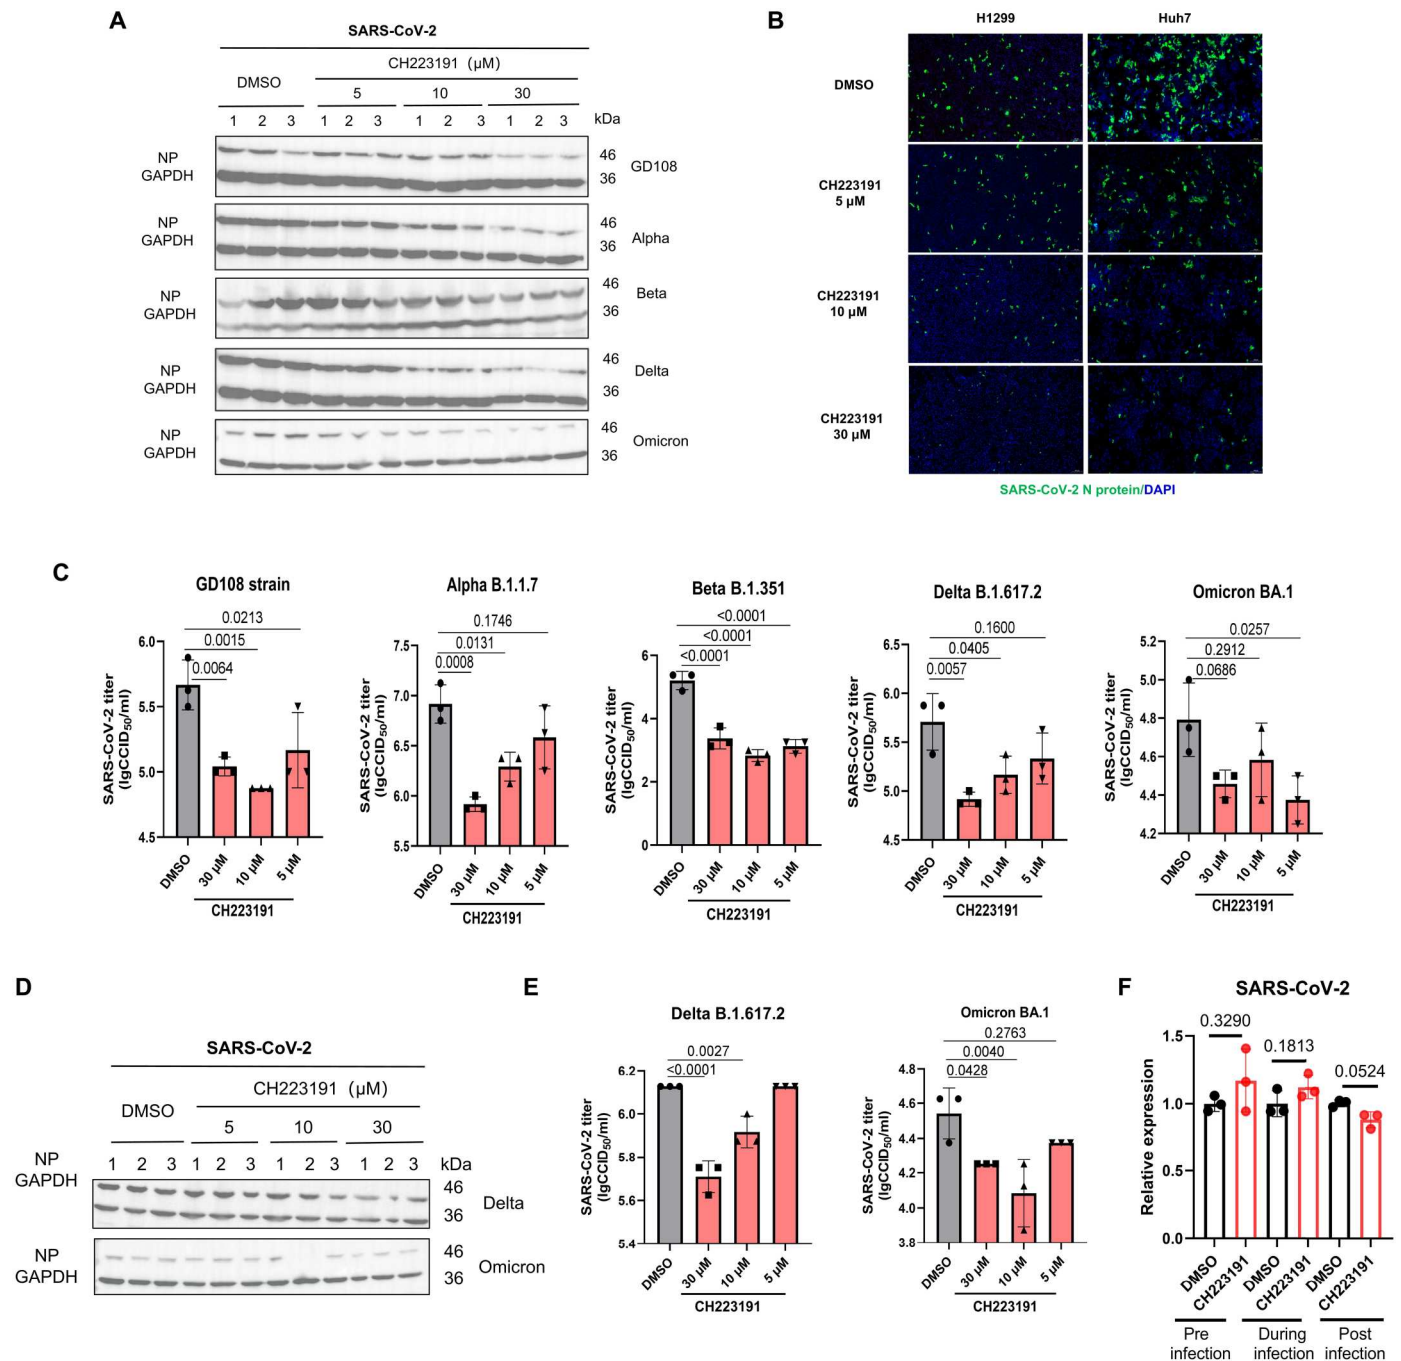 A
SARS-CoV-2
CH223191 (μM)
DMSO
5 10 30
1 2 3 1 2 3 1 2 3 1 2 3 kDa
NP
GAPDH
46
36
GD108
NP
GAPDH
46
36
Alpha
NP
GAPDH
46
36
Beta
NP
GAPDH
46
36
Delta
NP
GAPDH
46
36
Omicron
B
H1299 Huh7
DMSO
CH223191
5 μM
CH223191
10 μM
CH223191
30 μM
SARS-CoV-2 N protein/DAPI
C
GD108 strain
0.0213
0.0015
0.0064
SARS-CoV-2 titer
(lgCCID50/ml)
6.0
5.5
5.0
4.5
DMSO 30 μM 10 μM 5 μM
CH223191
Alpha B.1.1.7
0.1746
0.0131
0.0008
SARS-CoV-2 titer
(lgCCID50/ml)
7.5
7.0
6.5
6.0
5.5
DMSO 30 μM 10 μM 5 μM
CH223191
Beta B.1.351
<0.0001
<0.0001
<0.0001
SARS-CoV-2 titer
(lgCCID50/ml)
6
4
2
0
DMSO 30 μM 10 μM 5 μM
CH223191
Delta B.1.617.2
0.1600
0.0405
0.0057
SARS-CoV-2 titer
(lgCCID50/ml)
6.5
6.0
5.5
5.0
4.5
DMSO 30 μM 10 μM 5 μM
CH223191
Omicron BA.1
0.0257
0.2912
0.0686
SARS-CoV-2 titer
(lgCCID50/ml)
5.2
5.0
4.8
4.6
4.4
4.2
DMSO 30 μM 10 μM 5 μM
CH223191
D
SARS-CoV-2
CH223191 (μM)
DMSO
5 10 30
1 2 3 1 2 3 1 2 3 1 2 3 kDa
NP
GAPDH
46
36
Delta
NP
GAPDH
46
36
Omicron
E
Delta B.1.617.2
0.0027
<0.0001
SARS-CoV-2 titer
(lgCCID50/ml)
6.2
6.0
5.8
5.6
5.4
DMSO 30 μM 10 μM 5 μM
CH223191
Omicron BA.1
0.2763
0.0040
0.0428
SARS-CoV-2 titer
(lgCCID50/ml)
4.8
4.6
4.4
4.2
4.0
3.8
DMSO 30 μM 10 μM 5 μM
CH223191
F
SARS-CoV-2
0.3290
0.1813
0.0524
Relative expression
1.5
1.0
0.5
0.0
DMSO CH223191 DMSO CH223191 DMSO CH223191
Pre
infection
During
infection
Post
infection